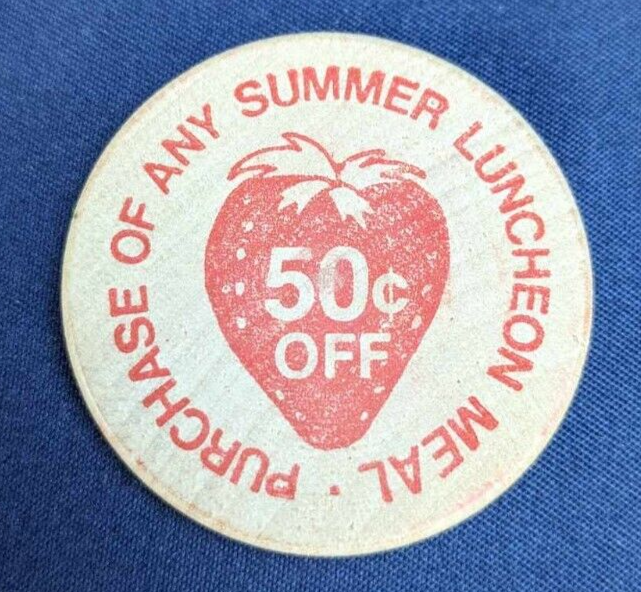 PURCHASE OF ANY SUMMER LUNCHEON MEAL ·
50¢
OFF